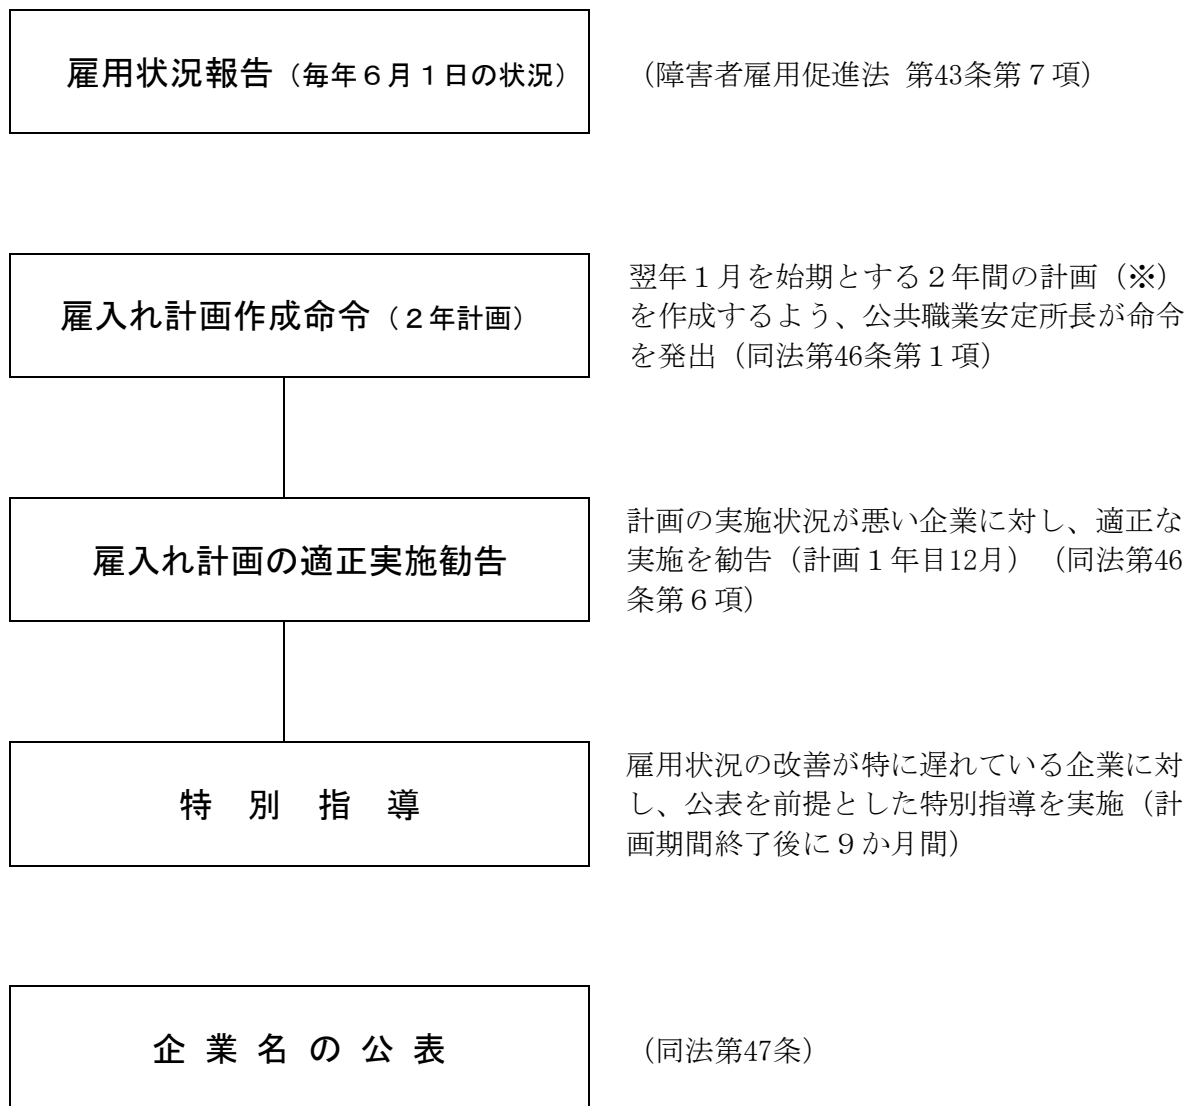 雇用状況報告（毎年６月１日の状況）
（障害者雇用促進法 第43条第７項）
雇入れ計画作成命令（２年計画）
翌年１月を始期とする２年間の計画（※）
を作成するよう、公共職業安定所長が命令
を発出（同法第46条第１項）
雇入れ計画の適正実施勧告
計画の実施状況が悪い企業に対し、適正な
実施を勧告（計画１年目12月）（同法第46
条第６項）
特　別　指　導
雇用状況の改善が特に遅れている企業に対
し、公表を前提とした特別指導を実施（計
画期間終了後に９か月間）
企 業 名 の 公 表
（同法第47条）